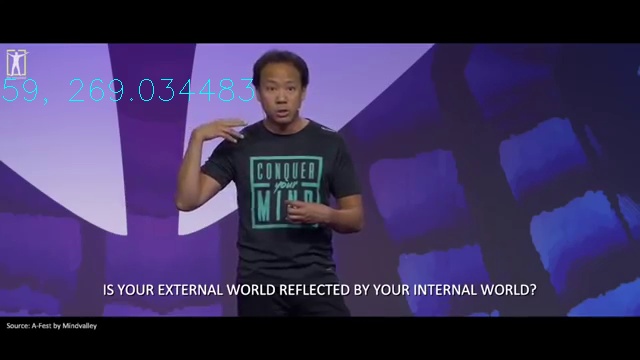 59, 269.034483
CONQUER
your
MIND
IS YOUR EXTERNAL WORLD REFLECTED BY YOUR INTERNAL WORLD?
Source: A-Fest by Mindvalley